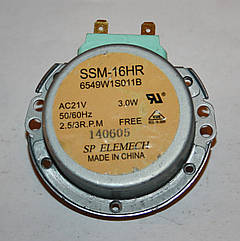 SSM-16HR
6549W1S011B
AC21V 3.0W
50/60Hz
2.5/3R.P.M FREE
140605
SP ELEMECH
MADE IN CHINA